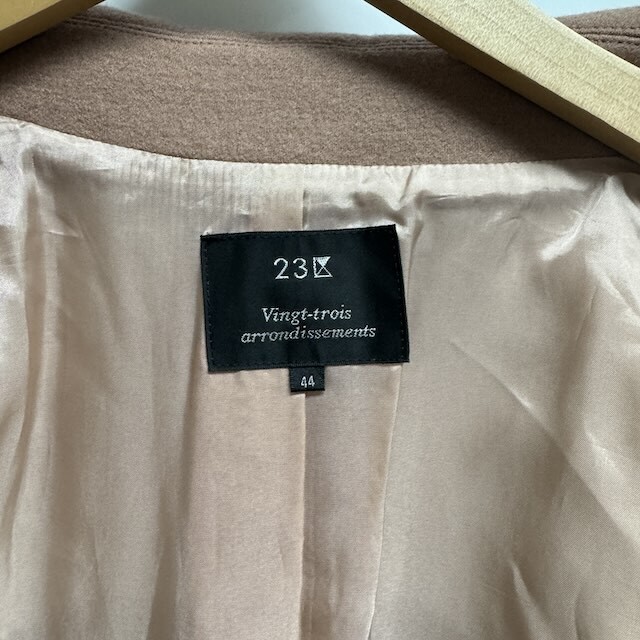 23区
Vingt-trois
arrondissements
44